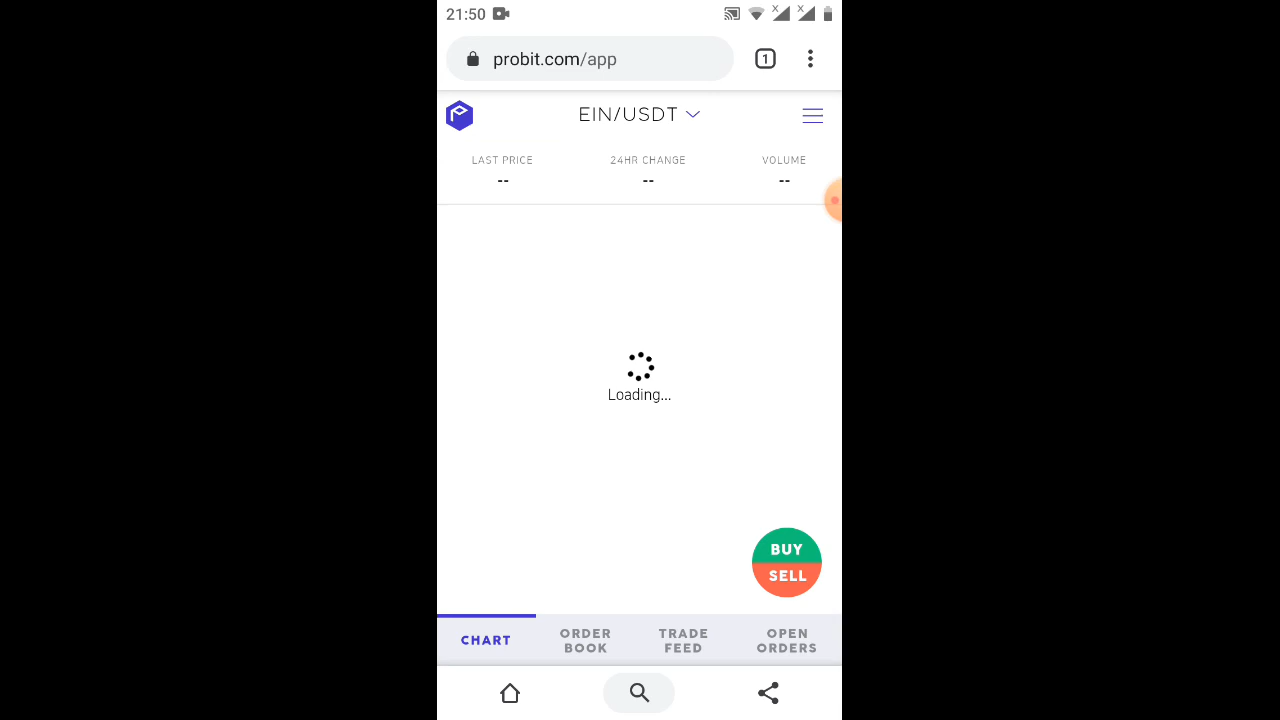 21:50
probit.com/app
1
EIN/USDT
LAST PRICE 24HR CHANGE VOLUME
-- -- --
Loading...
BUY
SELL
CHART
ORDER BOOK
TRADE FEED
OPEN ORDERS